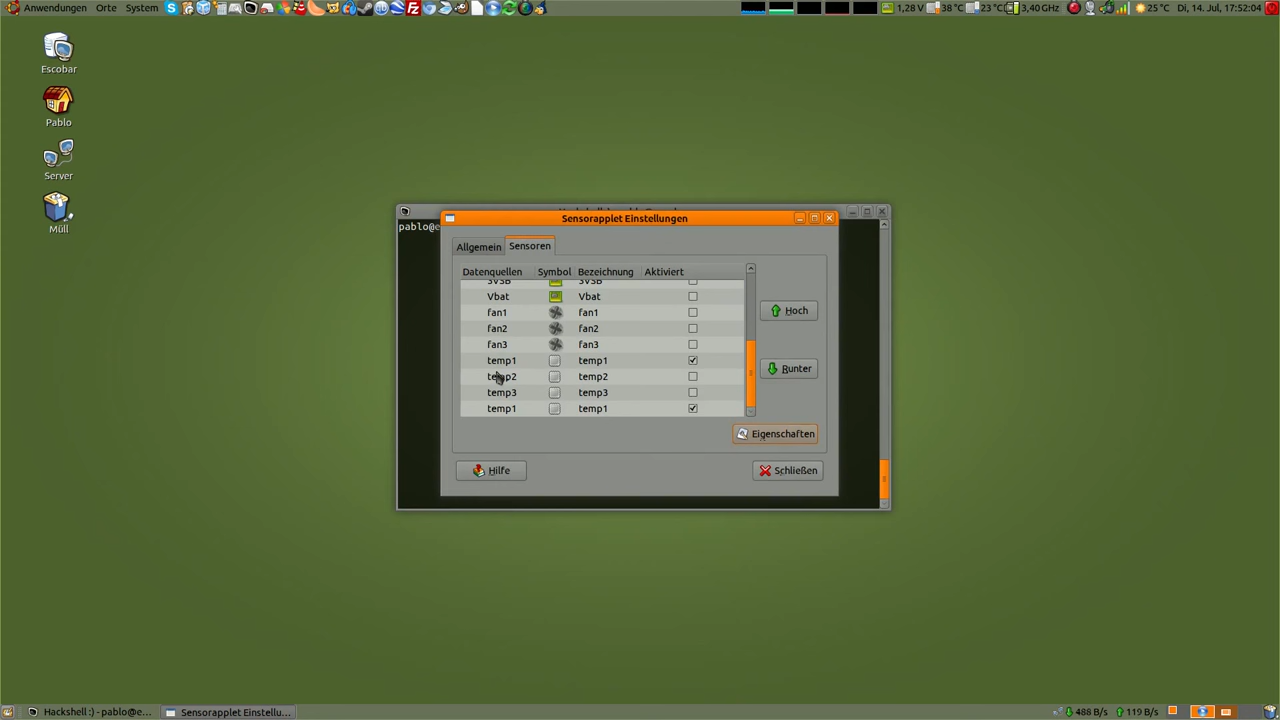 Anwendungen Orte System
1,28 V 38 °C 23 °C 3,40 GHz 25 °C Di, 14. Jul, 17:52:04
Escobar
Pablo
Server
Müll
pablo@e
Sensorapplet Einstellungen
Allgemein Sensoren
Datenquellen Symbol Bezeichnung Aktiviert
3VSB 3VSB
Vbat Vbat
fan1 fan1
fan2 fan2
fan3 fan3
temp1 temp1
temp2 temp2
temp3 temp3
temp1 temp1
Hoch
Runter
Eigenschaften
Hilfe
Schließen
Hackshell :) - pablo@e...
Sensorapplet Einstellu...
488 B/s 119 B/s